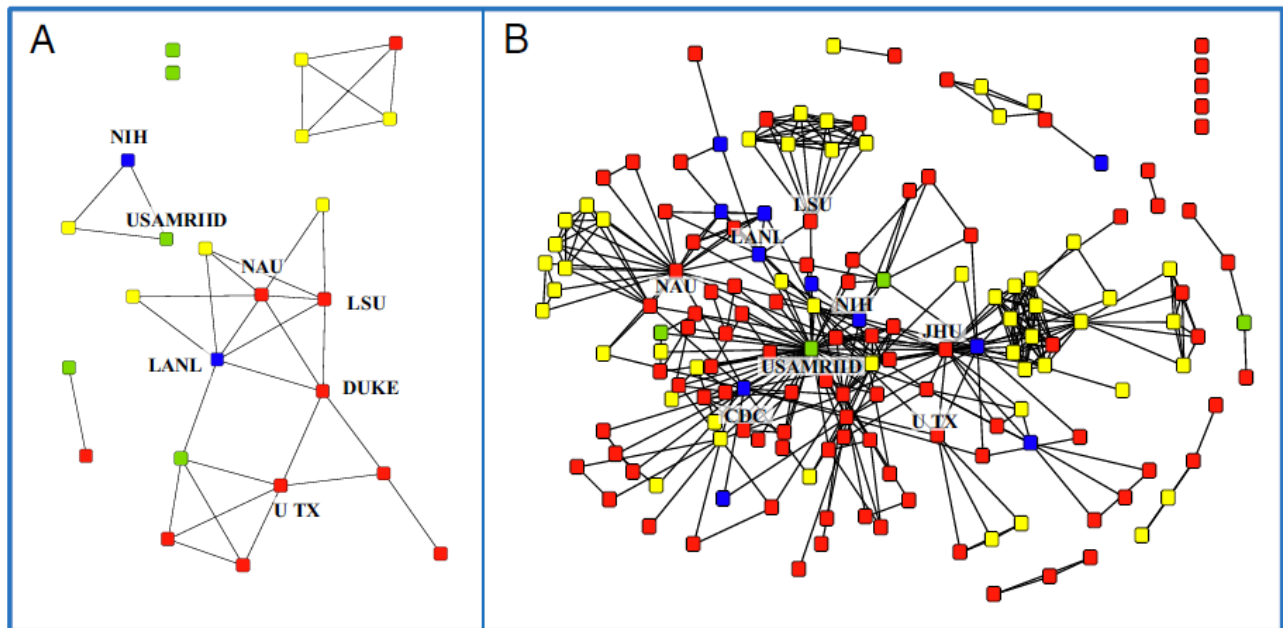 A
NIH
USAMRIID
NAU
LSU
LANL
DUKE
U TX
B
LSU
LANL
NAU
NIH
JHU
USAMRIID
CDC
U TX